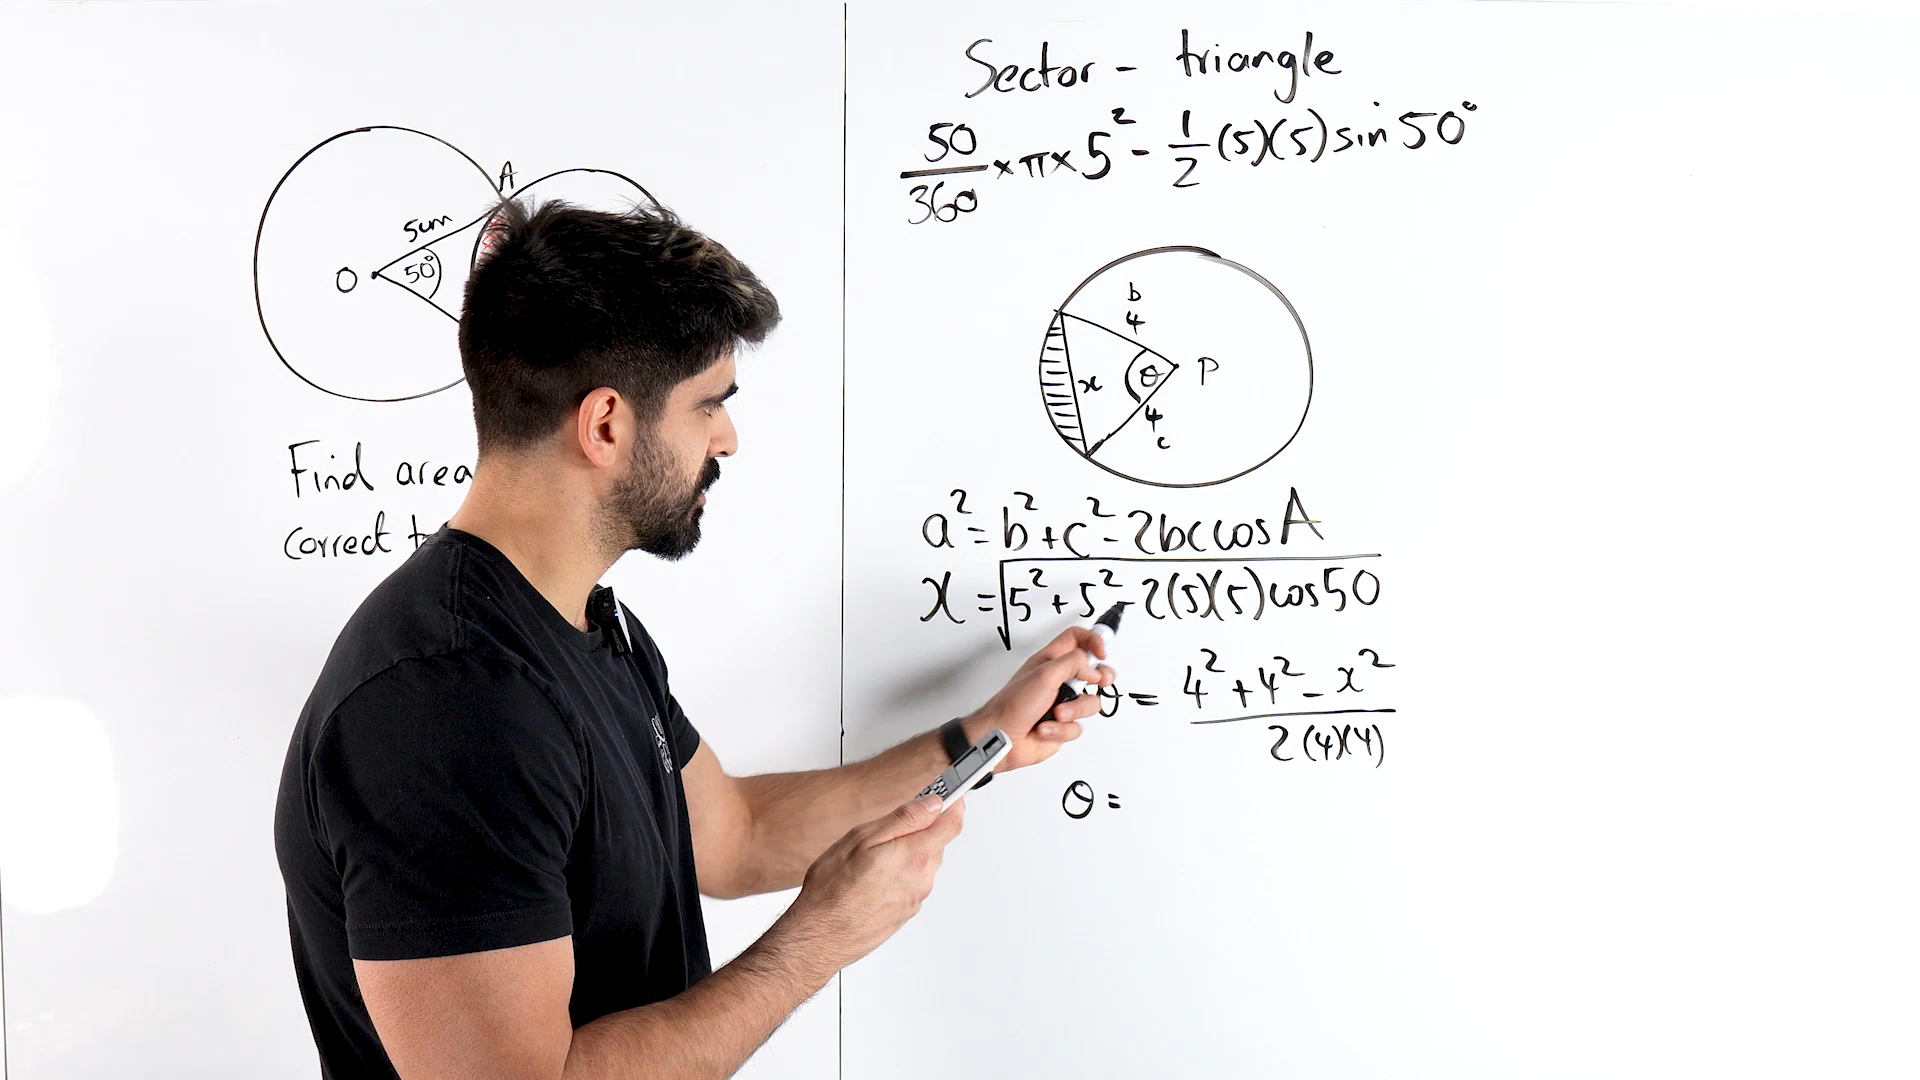 A
5cm
O
50°
Find area
correct
Sector - triangle
50/360 × π × 5² - 1/2 (5)(5) sin 50°
b
4
x
θ
P
4
c
a² = b² + c² - 2bc cos A
x = √(5² + 5² - 2(5)(5) cos 50)
θ = (4² + 4² - x²)/(2(4)(4))
θ =